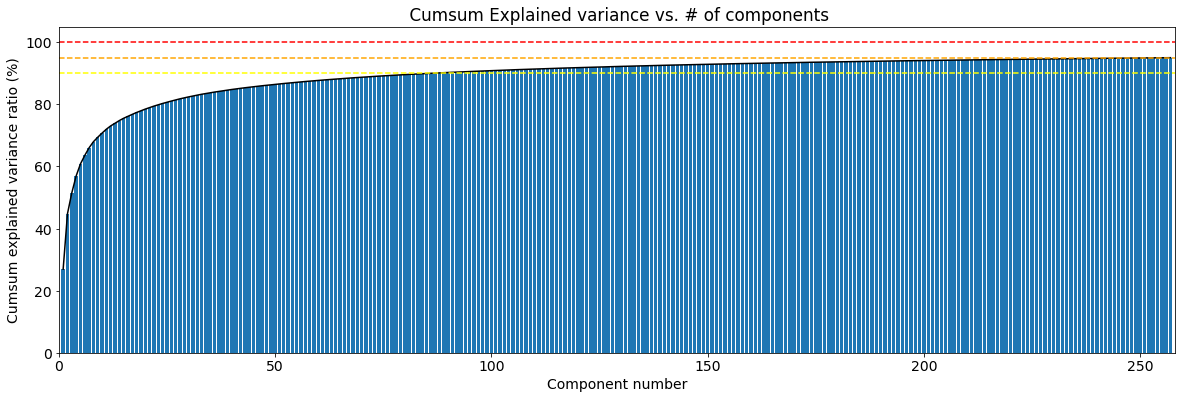 Cumsum Explained variance vs. # of components
Cumsum explained variance ratio (%)
100
80
60
40
20
0
0 50 100 150 200 250
Component number